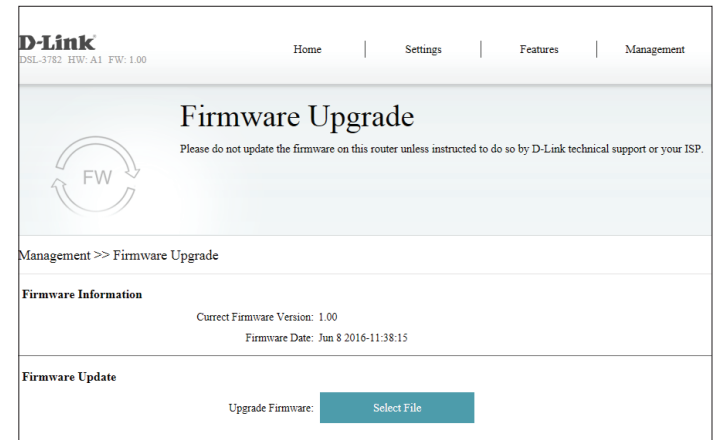 D-Link
DSL-3782 HW: A1 FW: 1.00
Home | Settings | Features | Management
Firmware Upgrade
Please do not update the firmware on this router unless instructed to do so by D-Link technical support or your ISP.
FW
Management >> Firmware Upgrade
Firmware Information
Currect Firmware Version: 1.00
Firmware Date: Jun 8 2016-11:38:15
Firmware Update
Upgrade Firmware: Select File